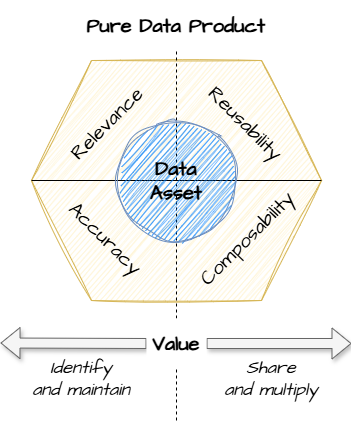 Pure Data Product
Relevance
Reusability
Data
Asset
Accuracy
Composability
Value
Identify
and maintain
Share
and multiply